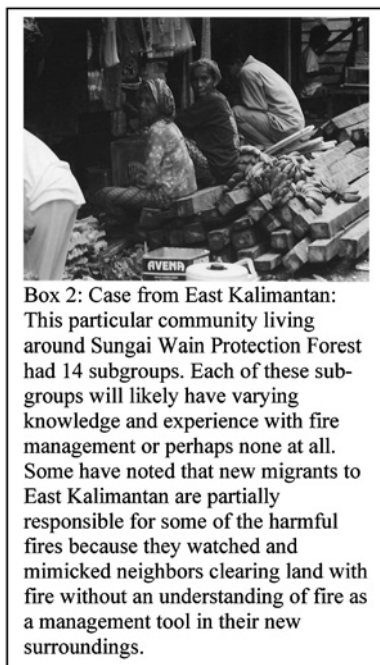 AVENA
Box 2: Case from East Kalimantan:
This particular community living
around Sungai Wain Protection Forest
had 14 subgroups. Each of these sub-
groups will likely have varying
knowledge and experience with fire
management or perhaps none at all.
Some have noted that new migrants to
East Kalimantan are partially
responsible for some of the harmful
fires because they watched and
mimicked neighbors clearing land with
fire without an understanding of fire as
a management tool in their new
surroundings.